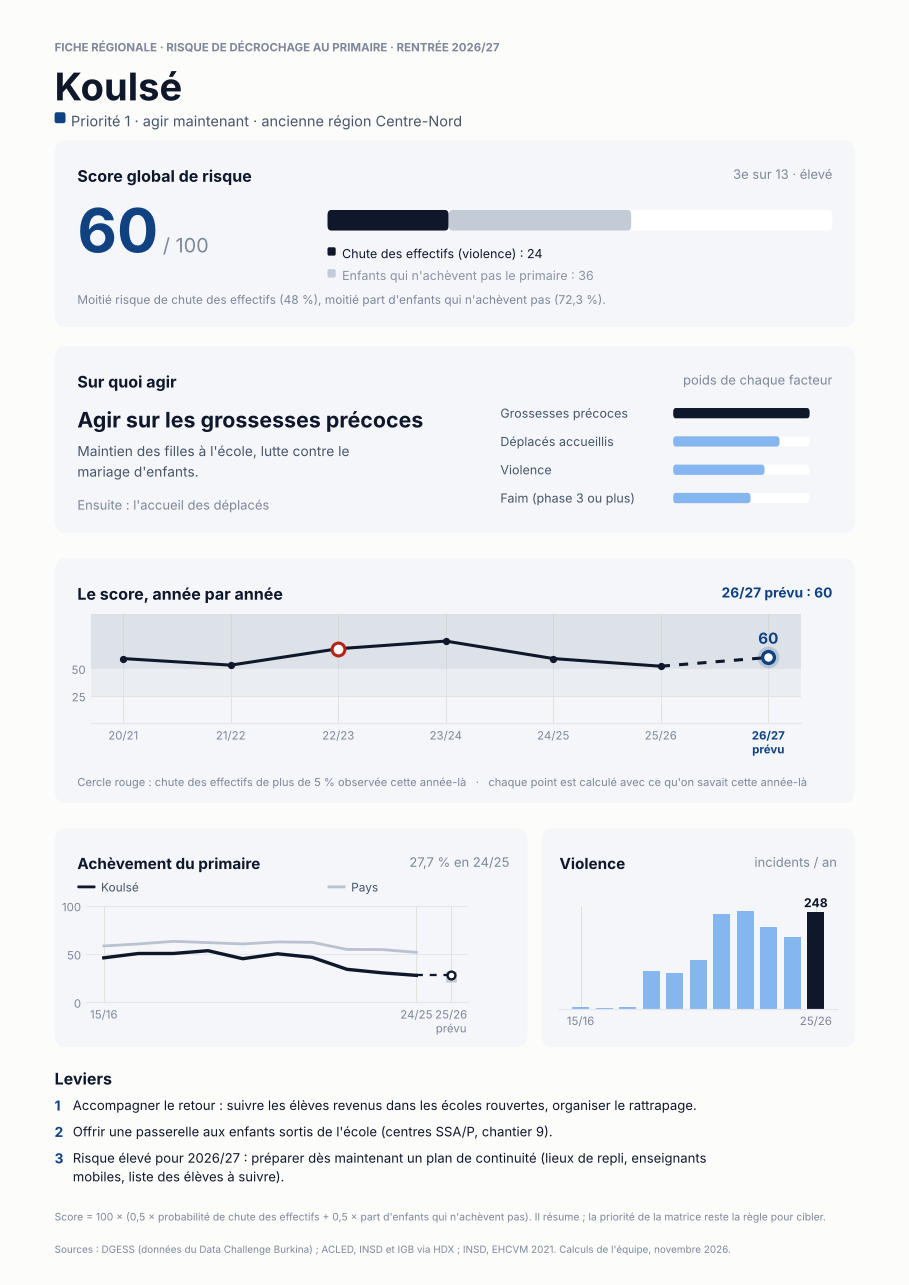 FICHE RÉGIONALE · RISQUE DE DÉCROCHAGE AU PRIMAIRE · RENTRÉE 2026/27
Koulsé
Priorité 1 · agir maintenant · ancienne région Centre-Nord
Score global de risque
3e sur 13 · élevé
60 / 100
Chute des effectifs (violence) : 24
Enfants qui n'achèvent pas le primaire : 36
Moitié risque de chute des effectifs (48 %), moitié part d'enfants qui n'achèvent pas (72,3 %).
Sur quoi agir
poids de chaque facteur
Agir sur les grossesses précoces
Maintien des filles à l'école, lutte contre le
mariage d'enfants.
Ensuite : l'accueil des déplacés
Grossesses précoces
Déplacés accueillis
Violence
Faim (phase 3 ou plus)
Le score, année par année
26/27 prévu : 60
60
50
25
20/21 21/22 22/23 23/24 24/25 25/26 26/27
prévu
Cercle rouge : chute des effectifs de plus de 5 % observée cette année-là · chaque point est calculé avec ce qu'on savait cette année-là
Achèvement du primaire
27,7 % en 24/25
Koulsé Pays
100
50
0
15/16 24/25 25/26
prévu
Violence
incidents / an
248
15/16 25/26
Leviers
1 Accompagner le retour : suivre les élèves revenus dans les écoles rouvertes, organiser le rattrapage.
2 Offrir une passerelle aux enfants sortis de l'école (centres SSA/P, chantier 9).
3 Risque élevé pour 2026/27 : préparer dès maintenant un plan de continuité (lieux de repli, enseignants
mobiles, liste des élèves à suivre).
Score = 100 × (0,5 × probabilité de chute des effectifs + 0,5 × part d'enfants qui n'achèvent pas). Il résume ; la priorité de la matrice reste la règle pour cibler.
Sources : DGESS (données du Data Challenge Burkina) ; ACLED, INSD et IGB via HDX ; INSD, EHCVM 2021. Calculs de l'équipe, novembre 2026.